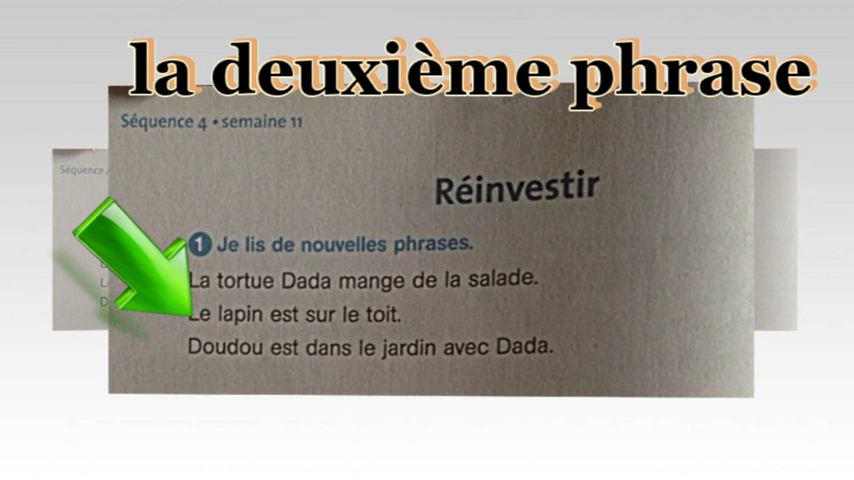 la deuxième phrase
Séquence 4 • semaine 11
Séquence
Réinvestir
1 Je lis de nouvelles phrases.
La tortue Dada mange de la salade.
Le lapin est sur le toit.
Doudou est dans le jardin avec Dada.